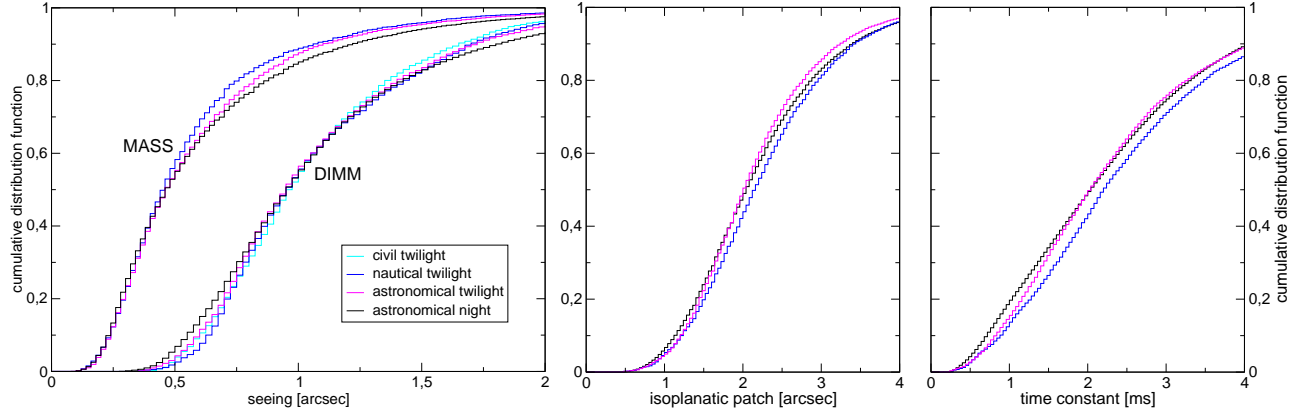 cumulative distribution function
1
0,8
0,6
0,4
0,2
0
MASS
DIMM
civil twilight
nautical twilight
astronomical twilight
astronomical night
0 0,5 1 1,5 2
seeing [arcsec]
1
0,8
0,6
0,4
0,2
0
0 1 2 3 4
isoplanatic patch [arcsec]
0 1 2 3 4
time constant [ms]
1
0,8
0,6
0,4
0,2
0
cumulative distribution function